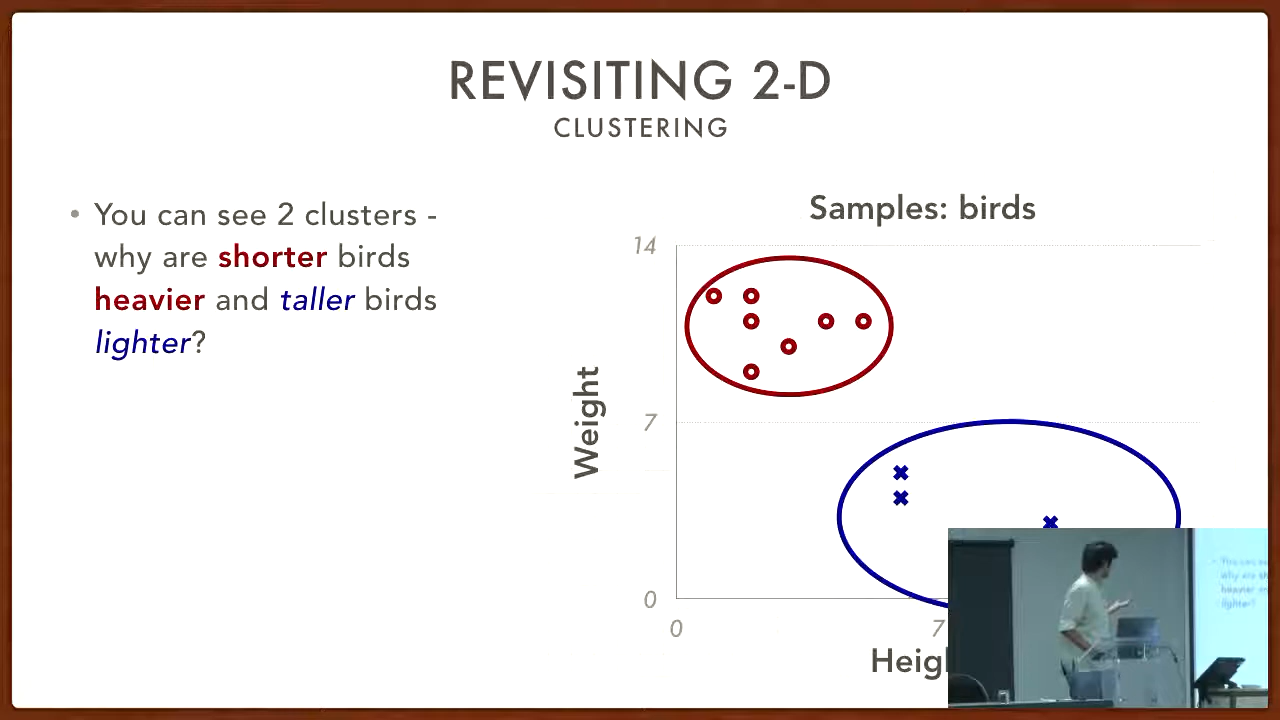 REVISITING 2-D
CLUSTERING
• You can see 2 clusters -
why are shorter birds
heavier and taller birds
lighter?
Samples: birds
14
7
0
Weight
0
7